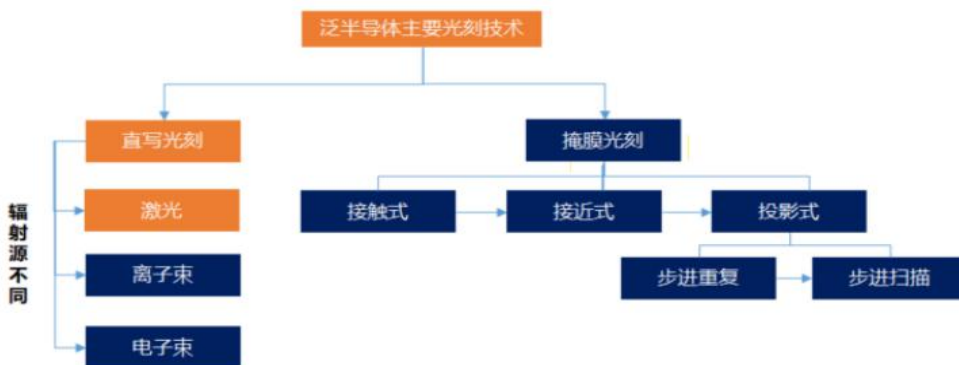 泛半导体主要光刻技术
直写光刻
掩膜光刻
激光
接触式
接近式
投影式
离子束
步进重复
步进扫描
电子束
辐射源不同